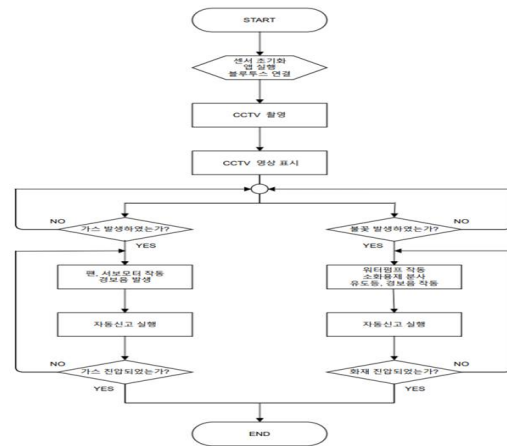 START
센서 초기화
앱 실행
블루투스 연결
CCTV 촬영
CCTV 영상 표시
NO
가스 발생하였는가?
YES
불꽃 발생하였는가?
NO
YES
팬, 서보모터 작동
경보음 발생
워터펌프 작동
소화용제 분사
유도등, 경보음 작동
자동신고 실행
자동신고 실행
NO
가스 진압되었는가?
YES
화재 진압되었는가?
NO
YES
END